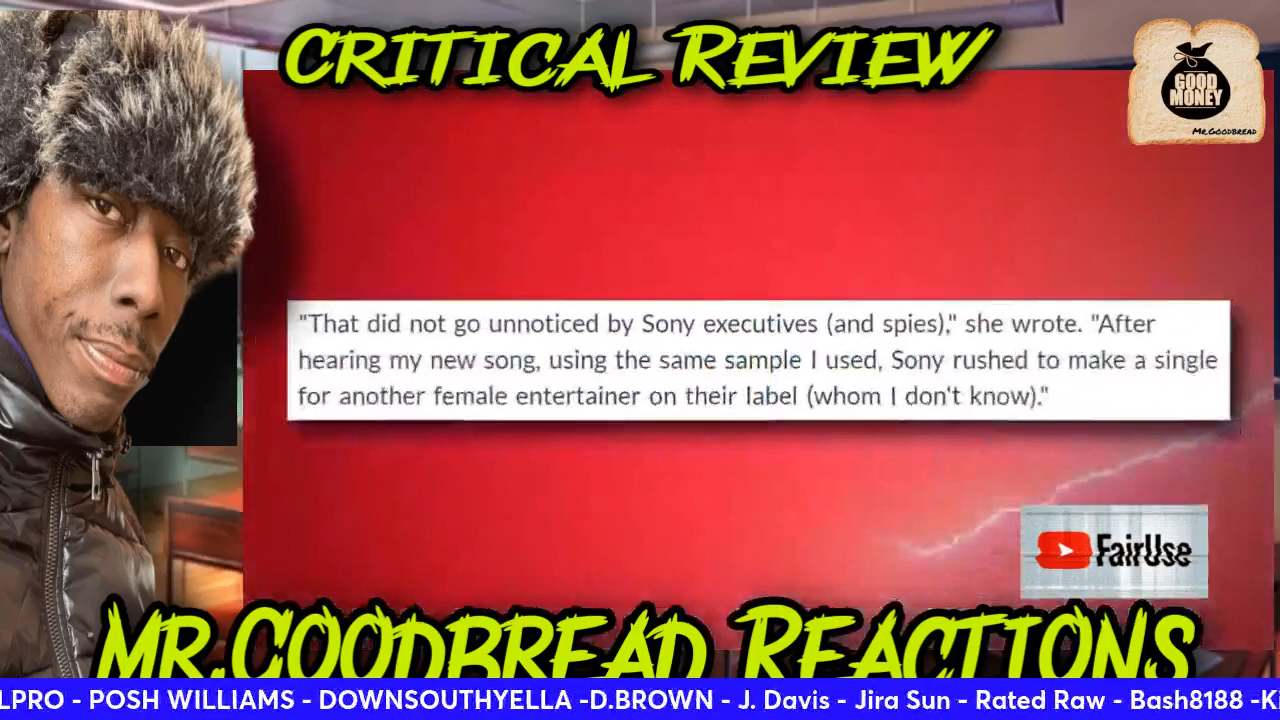 CRITICAL REVIEW
GOOD
MONEY
MR.GOODBREAD
"That did not go unnoticed by Sony executives (and spies)," she wrote. "After
hearing my new song, using the same sample I used, Sony rushed to make a single
for another female entertainer on their label (whom I don't know)."
FairUse
MR.GOODBREAD REACTIONS
LPRO - POSH WILLIAMS - DOWNSOUTHYELLA -D.BROWN - J. Davis - Jira Sun - Rated Raw - Bash8188 -Ki